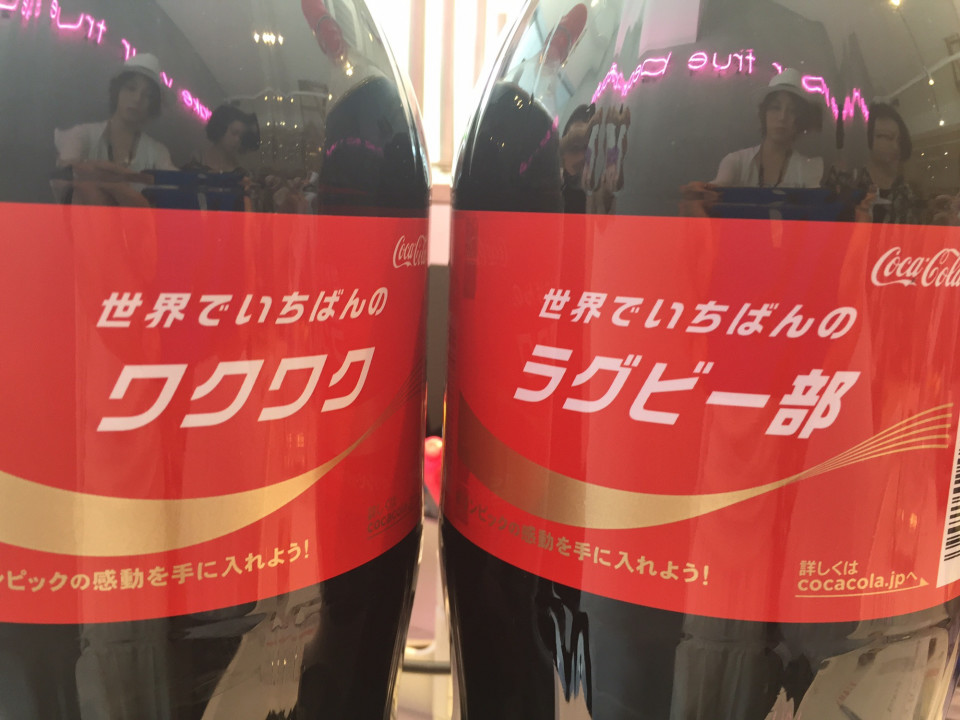 Coca-Cola
世界でいちばんの
ワクワク
ンピックの感動を手に入れよう!
Coca-Cola
世界でいちばんの
ラグビー部
ピックの感動を手に入れよう!
詳しくは
cocacola.jpへ
true